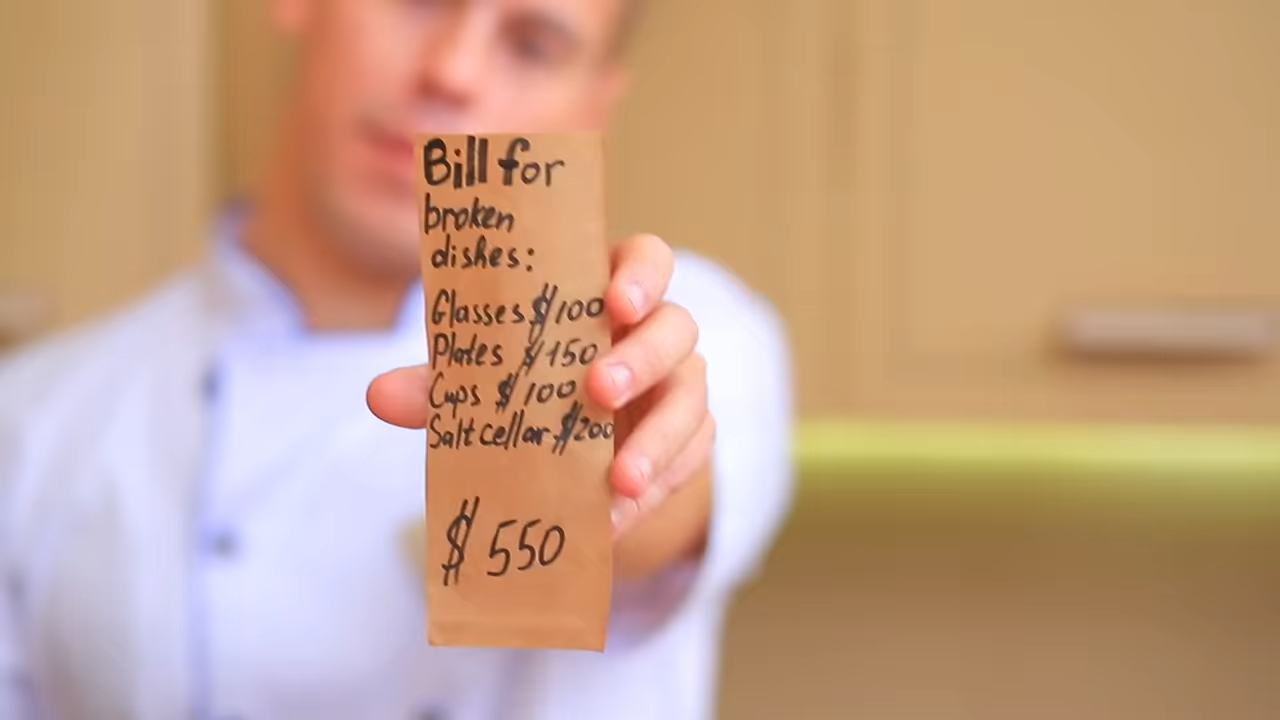 Bill for
broken
dishes:
Glasses $100
Plates $150
Cups $100
Salt cellar $200
$ 550